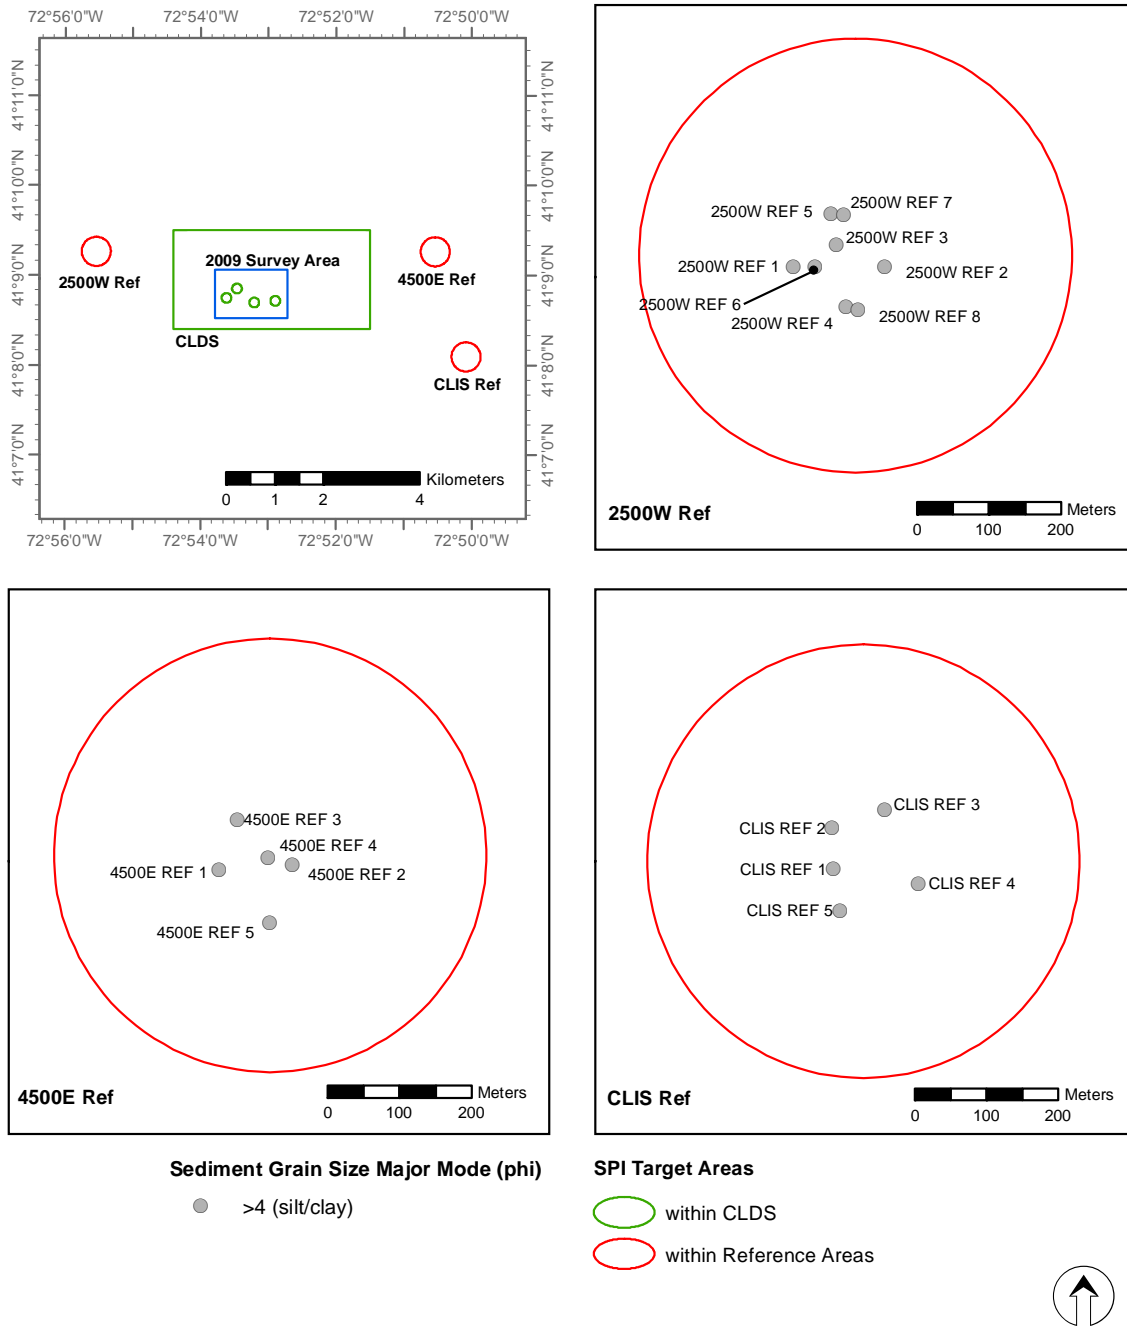 72°56'0"W
72°54'0"W
72°52'0"W
72°50'0"W
41°11'0"N
41°10'0"N
41°9'0"N
41°8'0"N
41°7'0"N
41°11'0"N
41°10'0"N
41°9'0"N
41°8'0"N
41°7'0"N
2009 Survey Area
2500W Ref
4500E Ref
CLDS
CLIS Ref
Kilometers
0 1 2 4
72°56'0"W
72°54'0"W
72°52'0"W
72°50'0"W
2500W REF 5
2500W REF 7
2500W REF 3
2500W REF 1
2500W REF 2
2500W REF 6
2500W REF 4
2500W REF 8
2500W Ref
Meters
0 100 200
4500E REF 3
4500E REF 4
4500E REF 1
4500E REF 2
4500E REF 5
4500E Ref
Meters
0 100 200
CLIS REF 3
CLIS REF 2
CLIS REF 1
CLIS REF 4
CLIS REF 5
CLIS Ref
Meters
0 100 200
Sediment Grain Size Major Mode (phi)
>4 (silt/clay)
SPI Target Areas
within CLDS
within Reference Areas